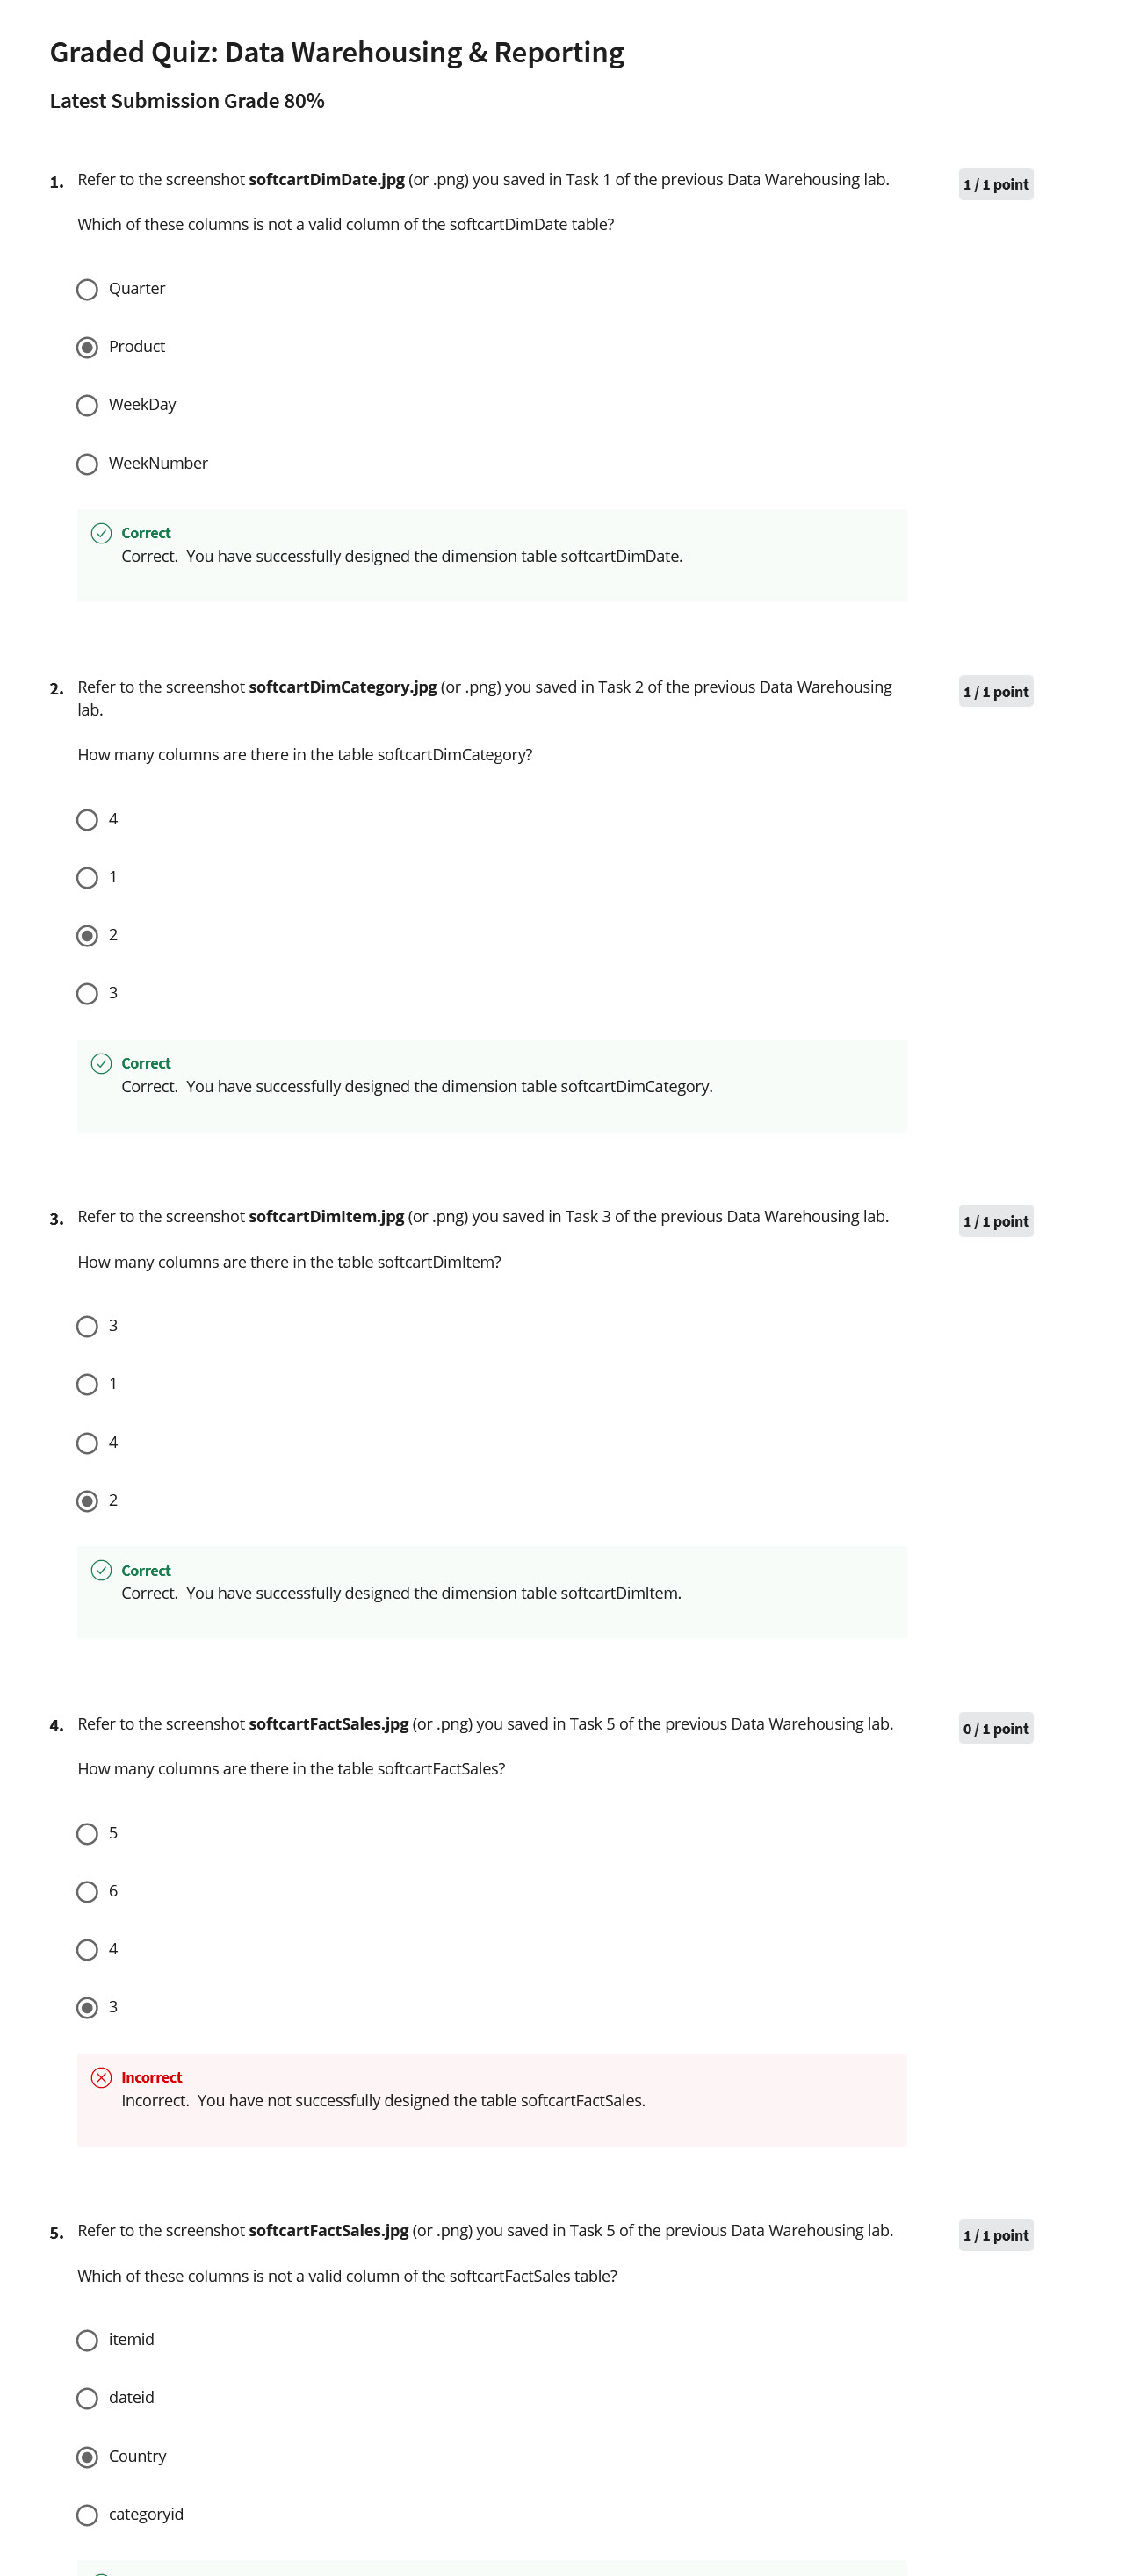 Graded Quiz: Data Warehousing & Reporting
Latest Submission Grade 80%
1. Refer to the screenshot softcartDimDate.jpg (or .png) you saved in Task 1 of the previous Data Warehousing lab.
1 / 1 point
Which of these columns is not a valid column of the softcartDimDate table?
Quarter
Product
WeekDay
WeekNumber
Correct
Correct. You have successfully designed the dimension table softcartDimDate.
2. Refer to the screenshot softcartDimCategory.jpg (or .png) you saved in Task 2 of the previous Data Warehousing
lab.
1 / 1 point
How many columns are there in the table softcartDimCategory?
4
1
2
3
Correct
Correct. You have successfully designed the dimension table softcartDimCategory.
3. Refer to the screenshot softcartDimItem.jpg (or .png) you saved in Task 3 of the previous Data Warehousing lab.
1 / 1 point
How many columns are there in the table softcartDimItem?
3
1
4
2
Correct
Correct. You have successfully designed the dimension table softcartDimItem.
4. Refer to the screenshot softcartFactSales.jpg (or .png) you saved in Task 5 of the previous Data Warehousing lab.
0 / 1 point
How many columns are there in the table softcartFactSales?
5
6
4
3
Incorrect
Incorrect. You have not successfully designed the table softcartFactSales.
5. Refer to the screenshot softcartFactSales.jpg (or .png) you saved in Task 5 of the previous Data Warehousing lab.
1 / 1 point
Which of these columns is not a valid column of the softcartFactSales table?
itemid
dateid
Country
categoryid